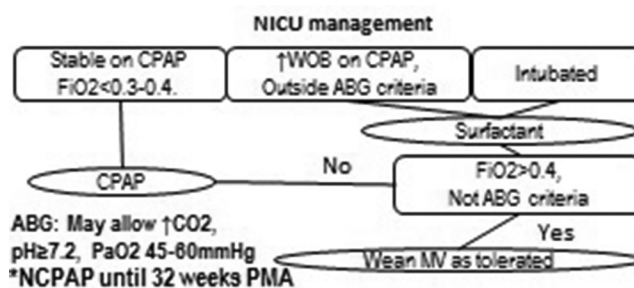 NICU management
Stable on CPAP
FiO2<0.3-0.4.
↑WOB on CPAP,
Outside ABG criteria
Intubated
Surfactant
No
FiO2>0.4,
Not ABG criteria
CPAP
ABG: May allow ↑CO2,
pH≥7.2, PaO2 45-60mmHg
*NCPAP until 32 weeks PMA
Yes
Wean MV as tolerated